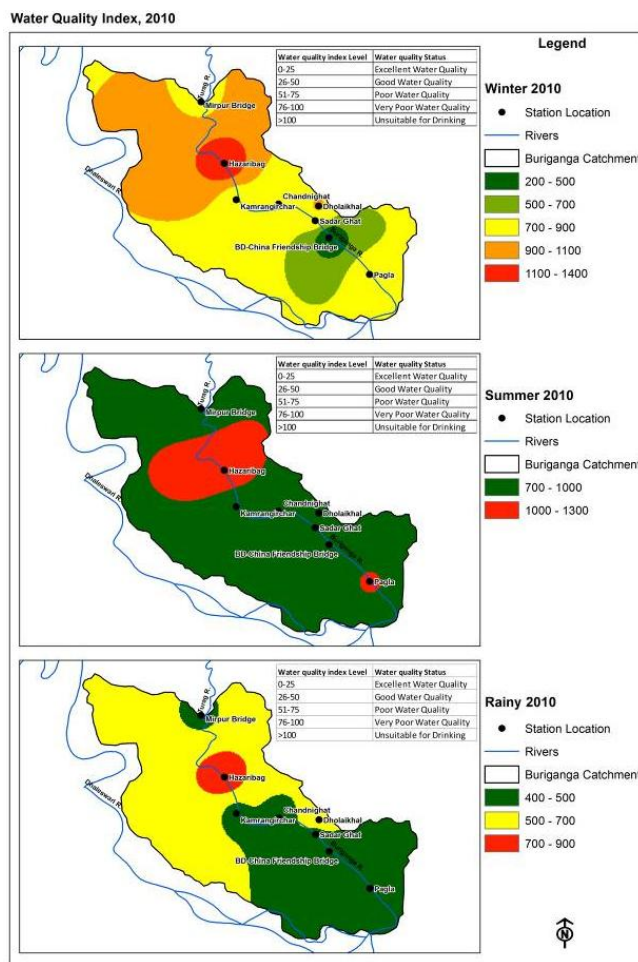 Water Quality Index, 2010
Legend
Water quality index Level Water quality Status
0-25 Excellent Water Quality
26-50 Good Water Quality
51-75 Poor Water Quality
76-100 Very Poor Water Quality
>100 Unsuitable for Drinking
Turag R.
Mirpur Bridge
Hazaribag
Dhaleswari R.
Kamrangirchar
Chandnighat
Dholaikhal
Sadar Ghat
BD-China Friendship Bridge
Buriganga R.
Pagla
Winter 2010
Station Location
Rivers
Buriganga Catchment
200 - 500
500 - 700
700 - 900
900 - 1100
1100 - 1400
Water quality index Level Water quality Status
0-25 Excellent Water Quality
26-50 Good Water Quality
51-75 Poor Water Quality
76-100 Very Poor Water Quality
>100 Unsuitable for Drinking
Turag R.
Mirpur Bridge
Hazaribag
Dhaleswari R.
Kamrangirchar
Chandnighat
Dholaikhal
Sadar Ghat
BD-China Friendship Bridge
Buriganga R.
Pagla
Summer 2010
Station Location
Rivers
Buriganga Catchment
700 - 1000
1000 - 1300
Water quality index Level Water quality Status
0-25 Excellent Water Quality
26-50 Good Water Quality
51-75 Poor Water Quality
76-100 Very Poor Water Quality
>100 Unsuitable for Drinking
Turag R.
Mirpur Bridge
Hazaribag
Dhaleswari R.
Kamrangirchar
Chandnighat
Dholaikhal
Sadar Ghat
BD-China Friendship Bridge
Buriganga R.
Pagla
Rainy 2010
Station Location
Rivers
Buriganga Catchment
400 - 500
500 - 700
700 - 900
N